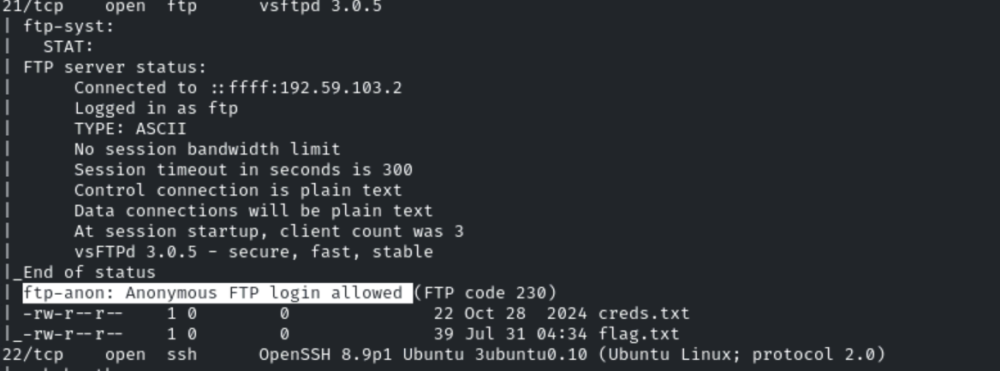 21/tcp open ftp vsftpd 3.0.5
| ftp-syst:
| STAT:
| FTP server status:
| Connected to ::ffff:192.59.103.2
| Logged in as ftp
| TYPE: ASCII
| No session bandwidth limit
| Session timeout in seconds is 300
| Control connection is plain text
| Data connections will be plain text
| At session startup, client count was 3
| vsFTPd 3.0.5 - secure, fast, stable
|_End of status
| ftp-anon: Anonymous FTP login allowed (FTP code 230)
| -rw-r--r-- 1 0 0 22 Oct 28 2024 creds.txt
|_-rw-r--r-- 1 0 0 39 Jul 31 04:34 flag.txt
22/tcp open ssh OpenSSH 8.9p1 Ubuntu 3ubuntu0.10 (Ubuntu Linux; protocol 2.0)